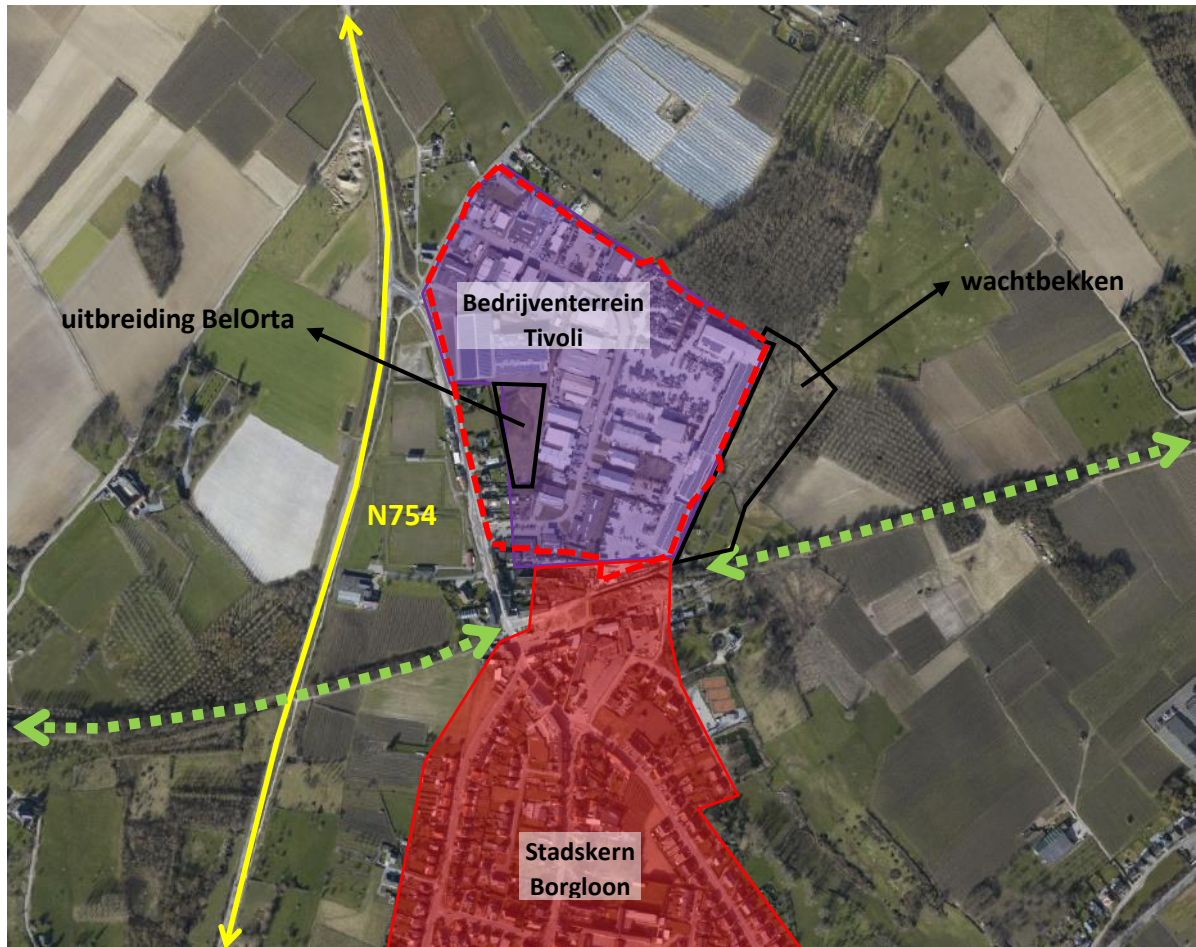 wachtbekken
Bedrijventerrein
Tivoli
uitbreiding BelOrta
N754
Stadskern
Borgloon